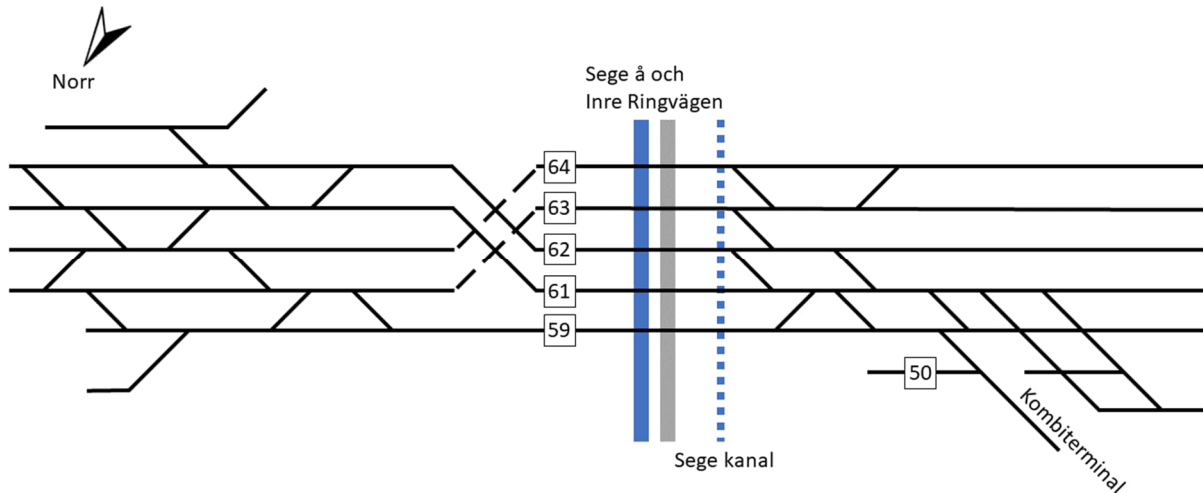 Norr
Sege å och
Inre Ringvägen
64
63
62
61
59
50
Kombiterminal
Sege kanal